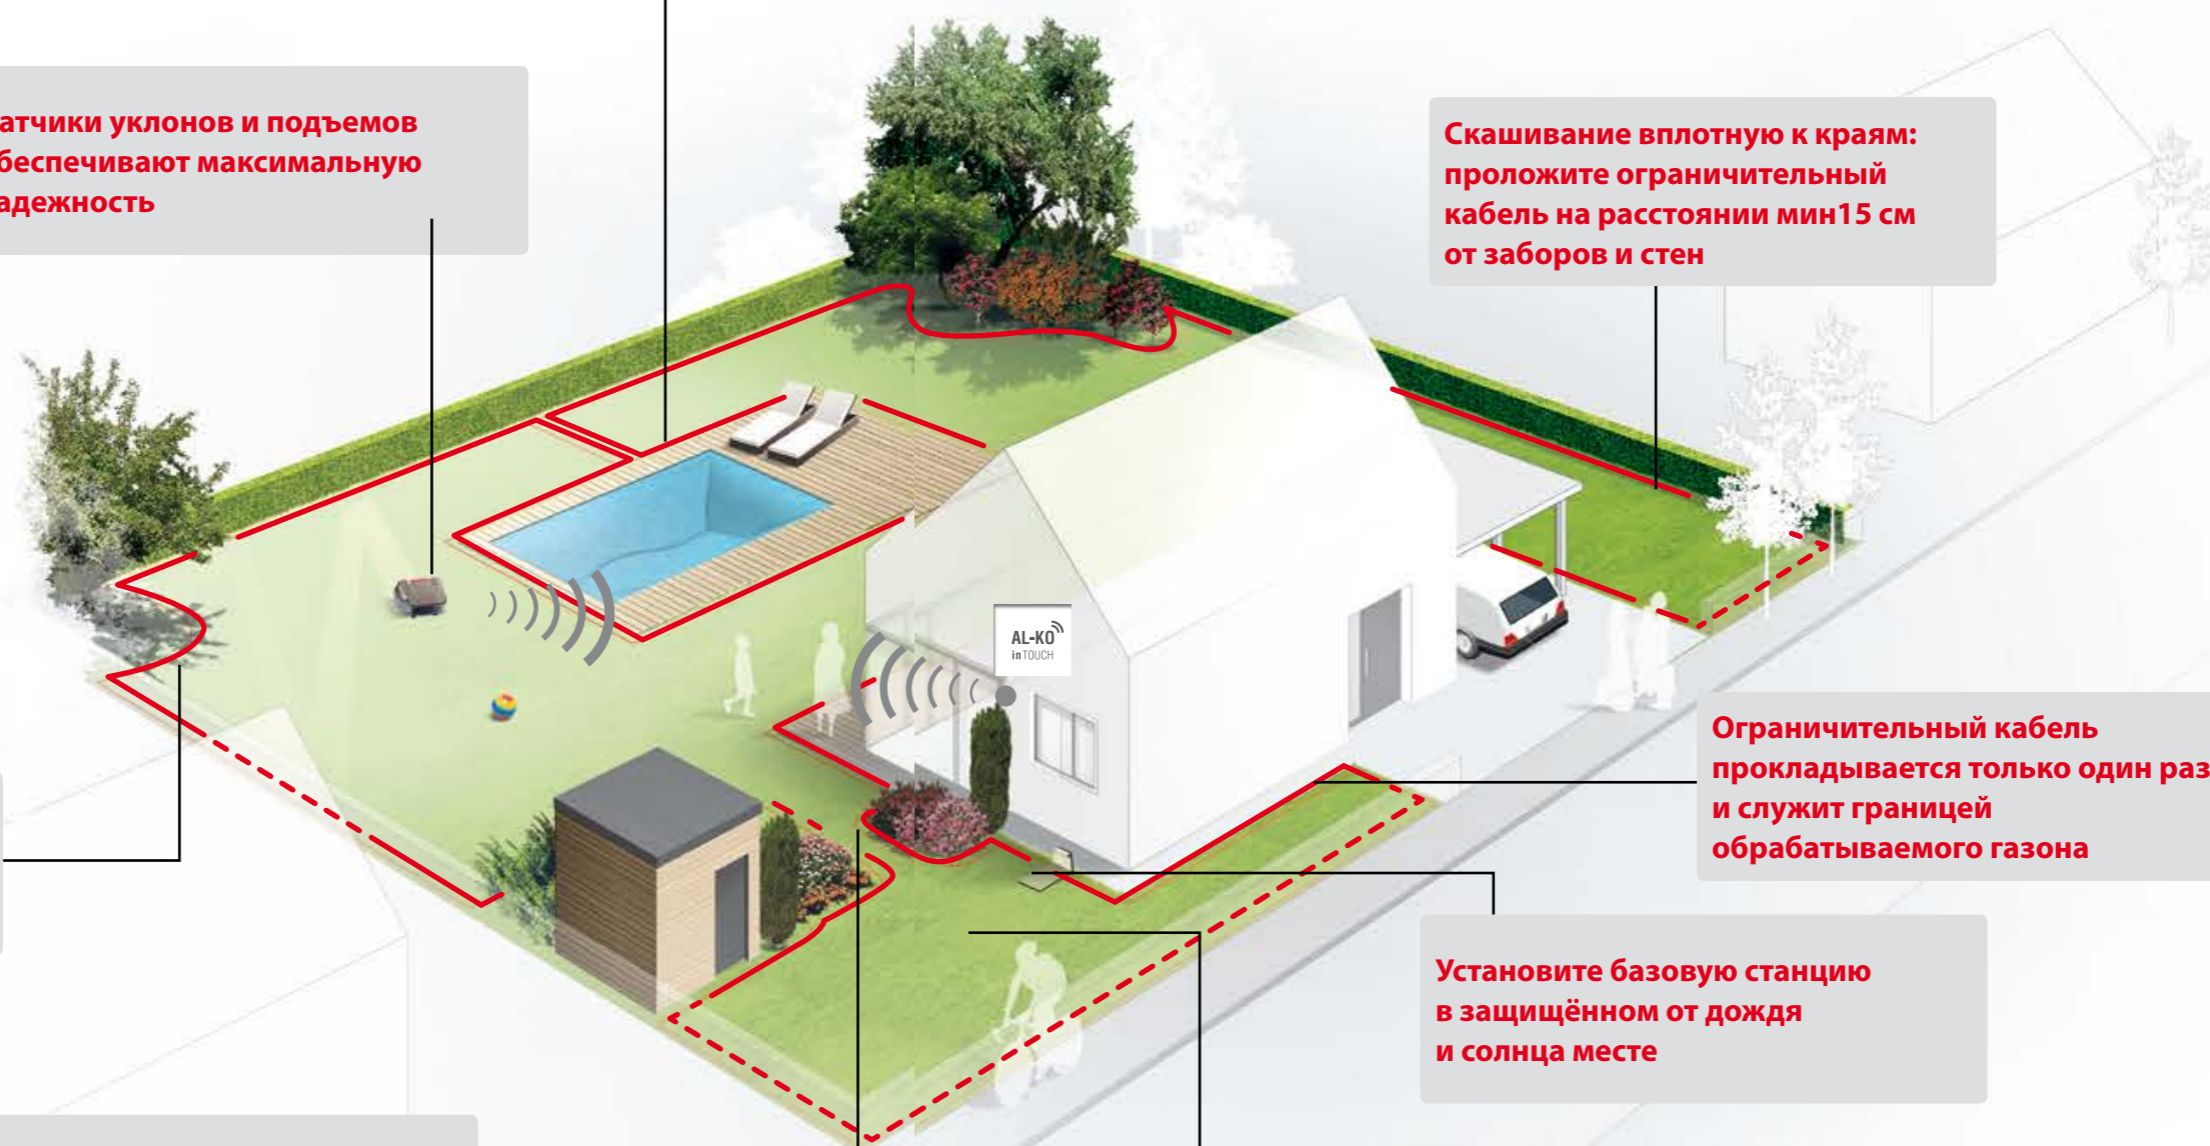 атчики уклонов и подъемов
беспечивают максимальную
адежность
Скашивание вплотную к краям:
проложите ограничительный
кабель на расстоянии мин15 см
от заборов и стен
AL-KO
inTOUCH
Ограничительный кабель
прокладывается только один раз
и служит границей
обрабатываемого газона
Установите базовую станцию
в защищённом от дождя
и солнца месте